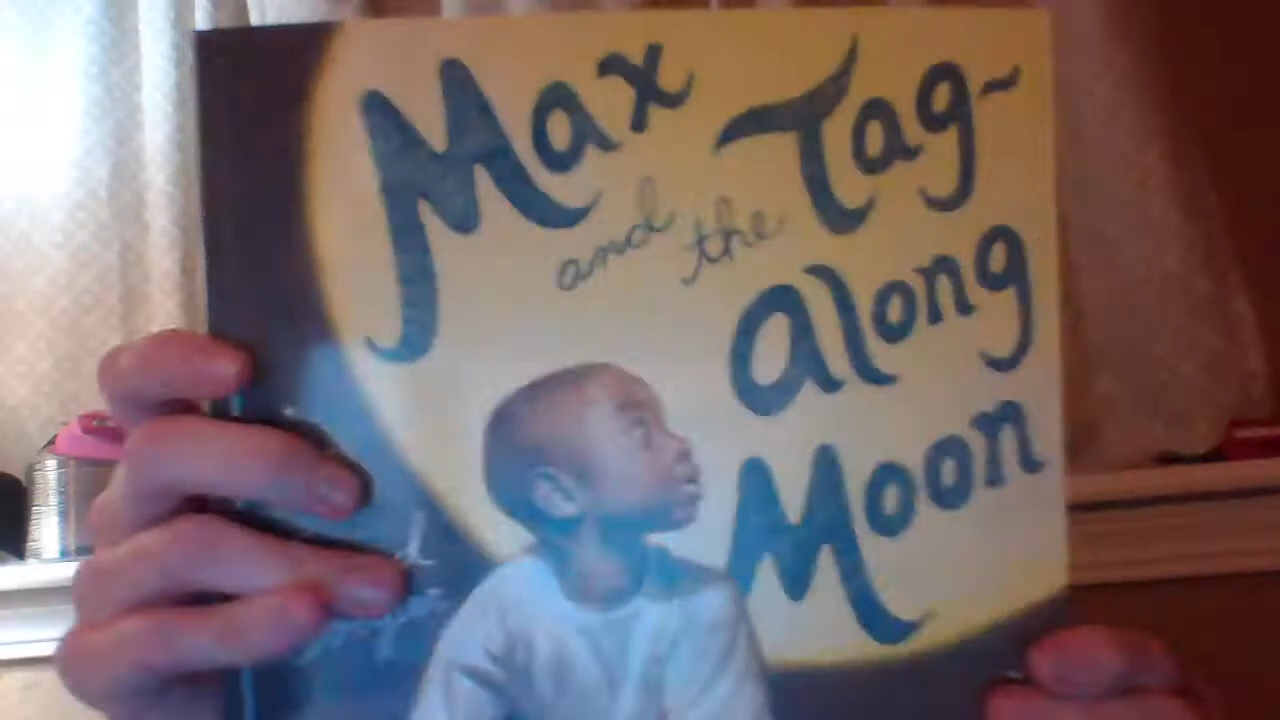 Max
and the
Tag-
along
Moon